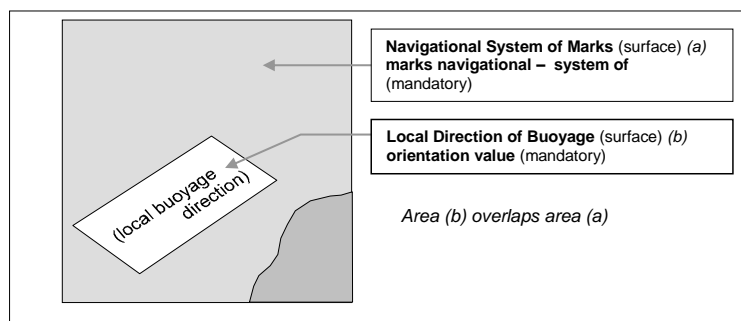 Navigational System of Marks (surface) (a)
marks navigational – system of
(mandatory)
Local Direction of Buoyage (surface) (b)
orientation value (mandatory)
(local buoyage
direction)
Area (b) overlaps area (a)